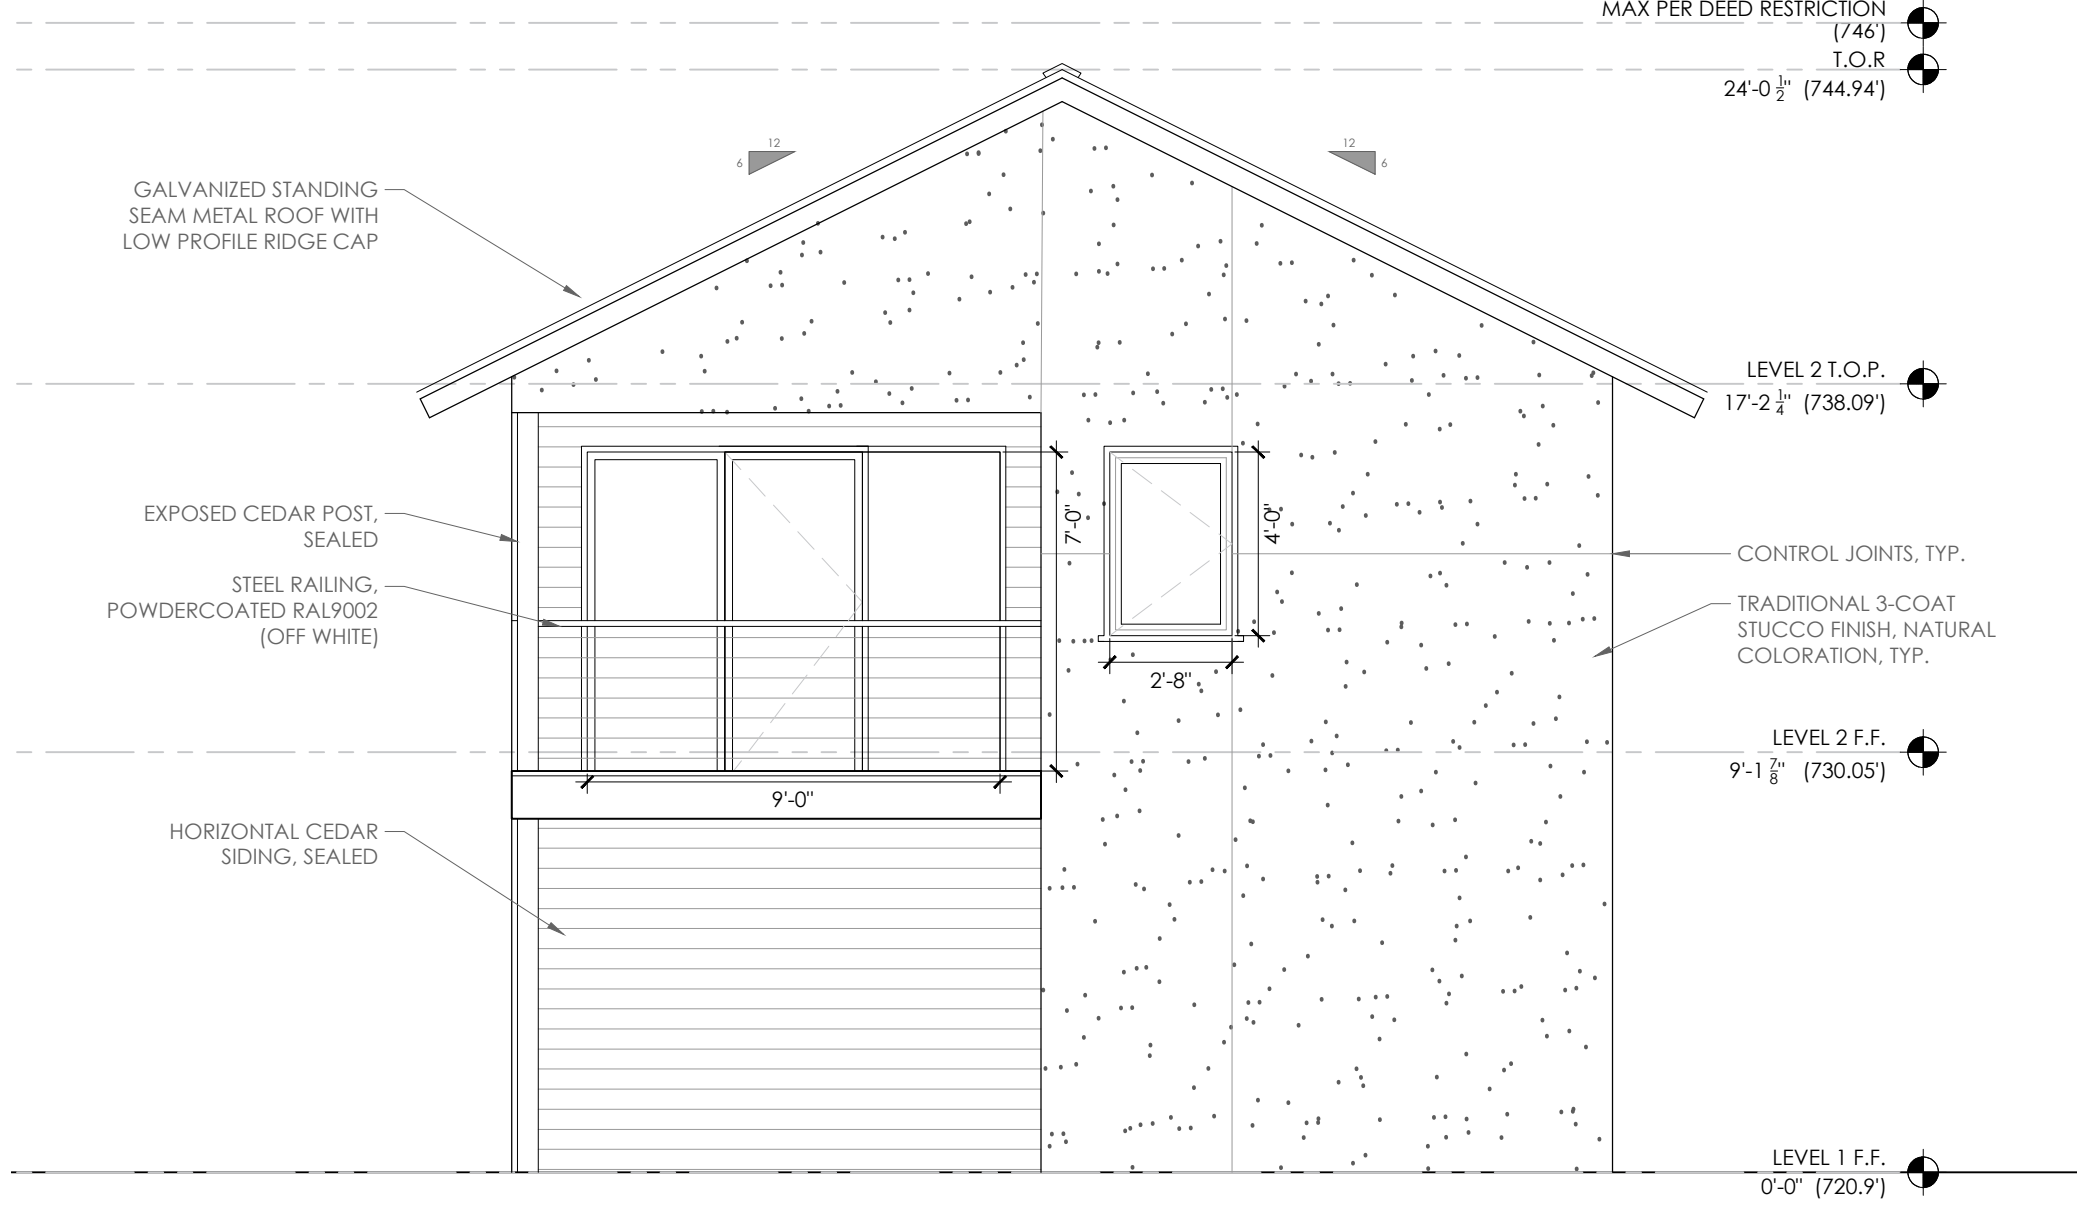 MAX PER DEED RESTRICTION
(746')
T.O.R
24'-0 1/2" (744.94')
12
6
12
6
GALVANIZED STANDING
SEAM METAL ROOF WITH
LOW PROFILE RIDGE CAP
LEVEL 2 T.O.P.
17'-2 1/4" (738.09')
EXPOSED CEDAR POST,
SEALED
STEEL RAILING,
POWDERCOATED RAL9002
(OFF WHITE)
7'-0"
4'-0"
2'-8"
CONTROL JOINTS, TYP.
TRADITIONAL 3-COAT
STUCCO FINISH, NATURAL
COLORATION, TYP.
LEVEL 2 F.F.
9'-1 7/8" (730.05')
9'-0"
HORIZONTAL CEDAR
SIDING, SEALED
LEVEL 1 F.F.
0'-0" (720.9')